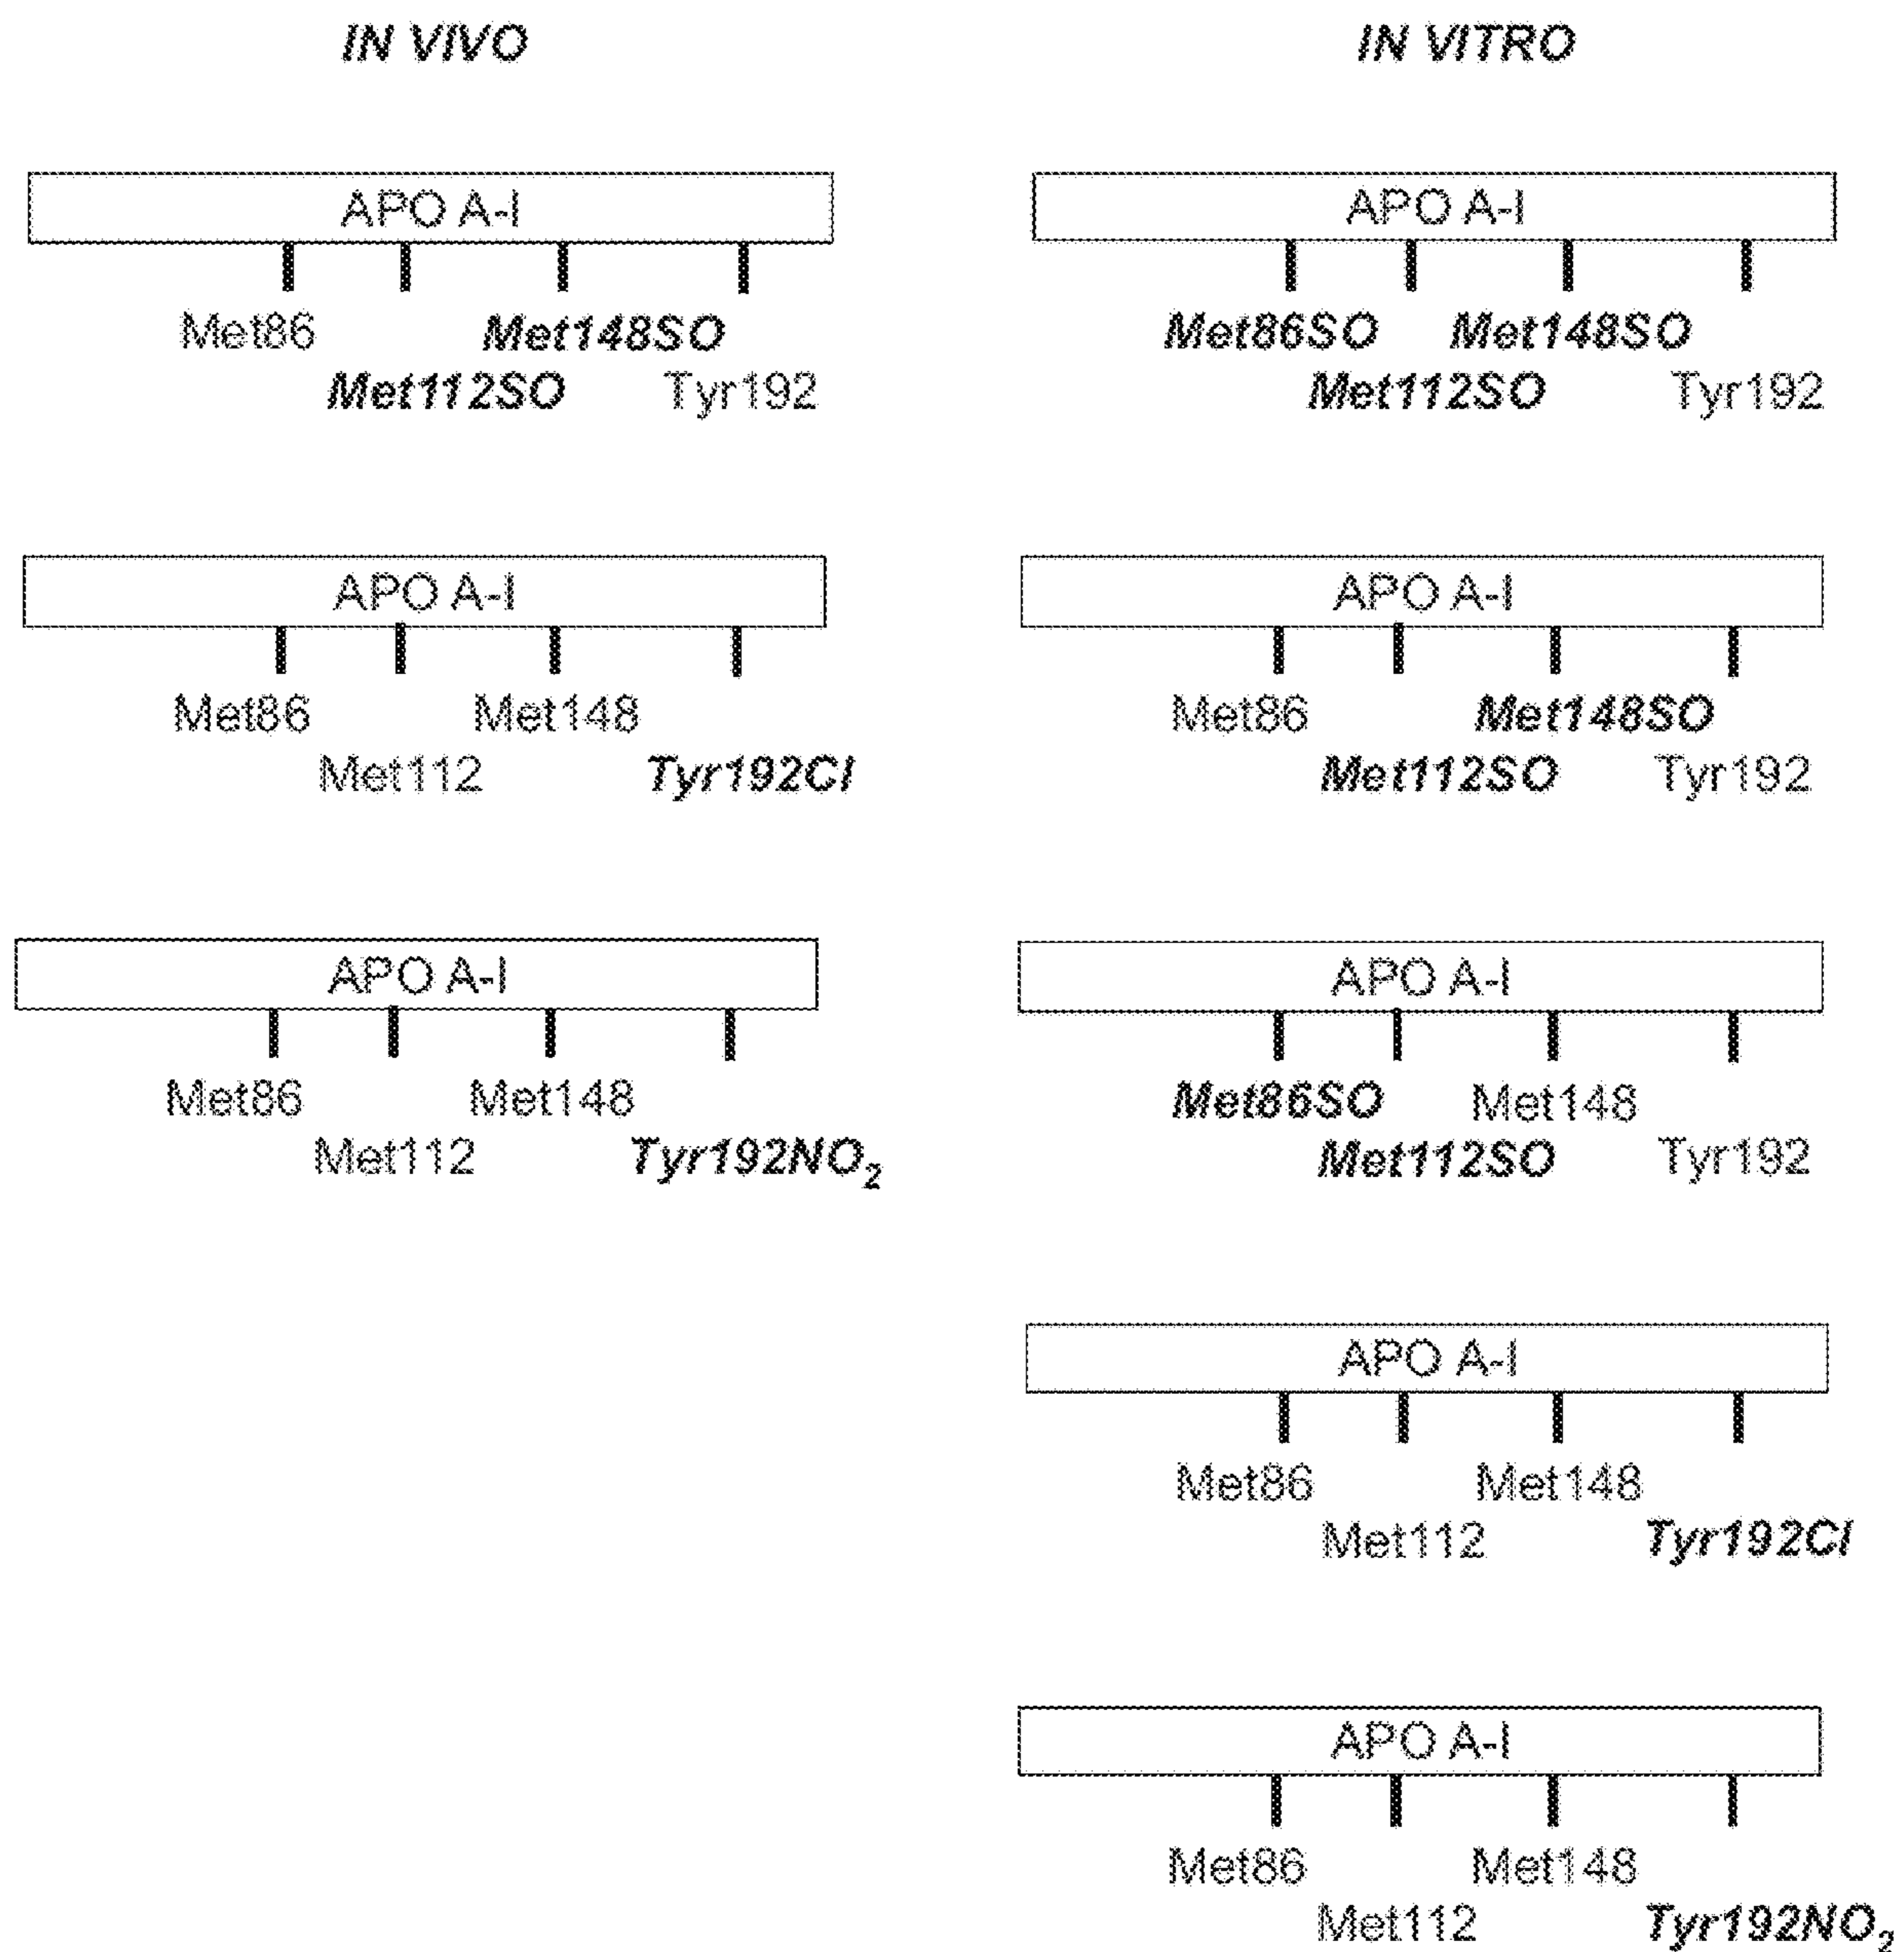 IN VIVO
APO A-I
Met86 Met148SO
Met112SO Tyr192
APO A-I
Met86 Met148
Met112 Tyr192Cl
APO A-I
Met86 Met148
Met112 Tyr192NO₂
IN VITRO
APO A-I
Met86SO Met148SO
Met112SO Tyr192
APO A-I
Met86 Met148SO
Met112SO Tyr192
APO A-I
Met86SO Met148
Met112SO Tyr192
APO A-I
Met86 Met148
Met112 Tyr192Cl
APO A-I
Met86 Met148
Met112 Tyr192NO₂